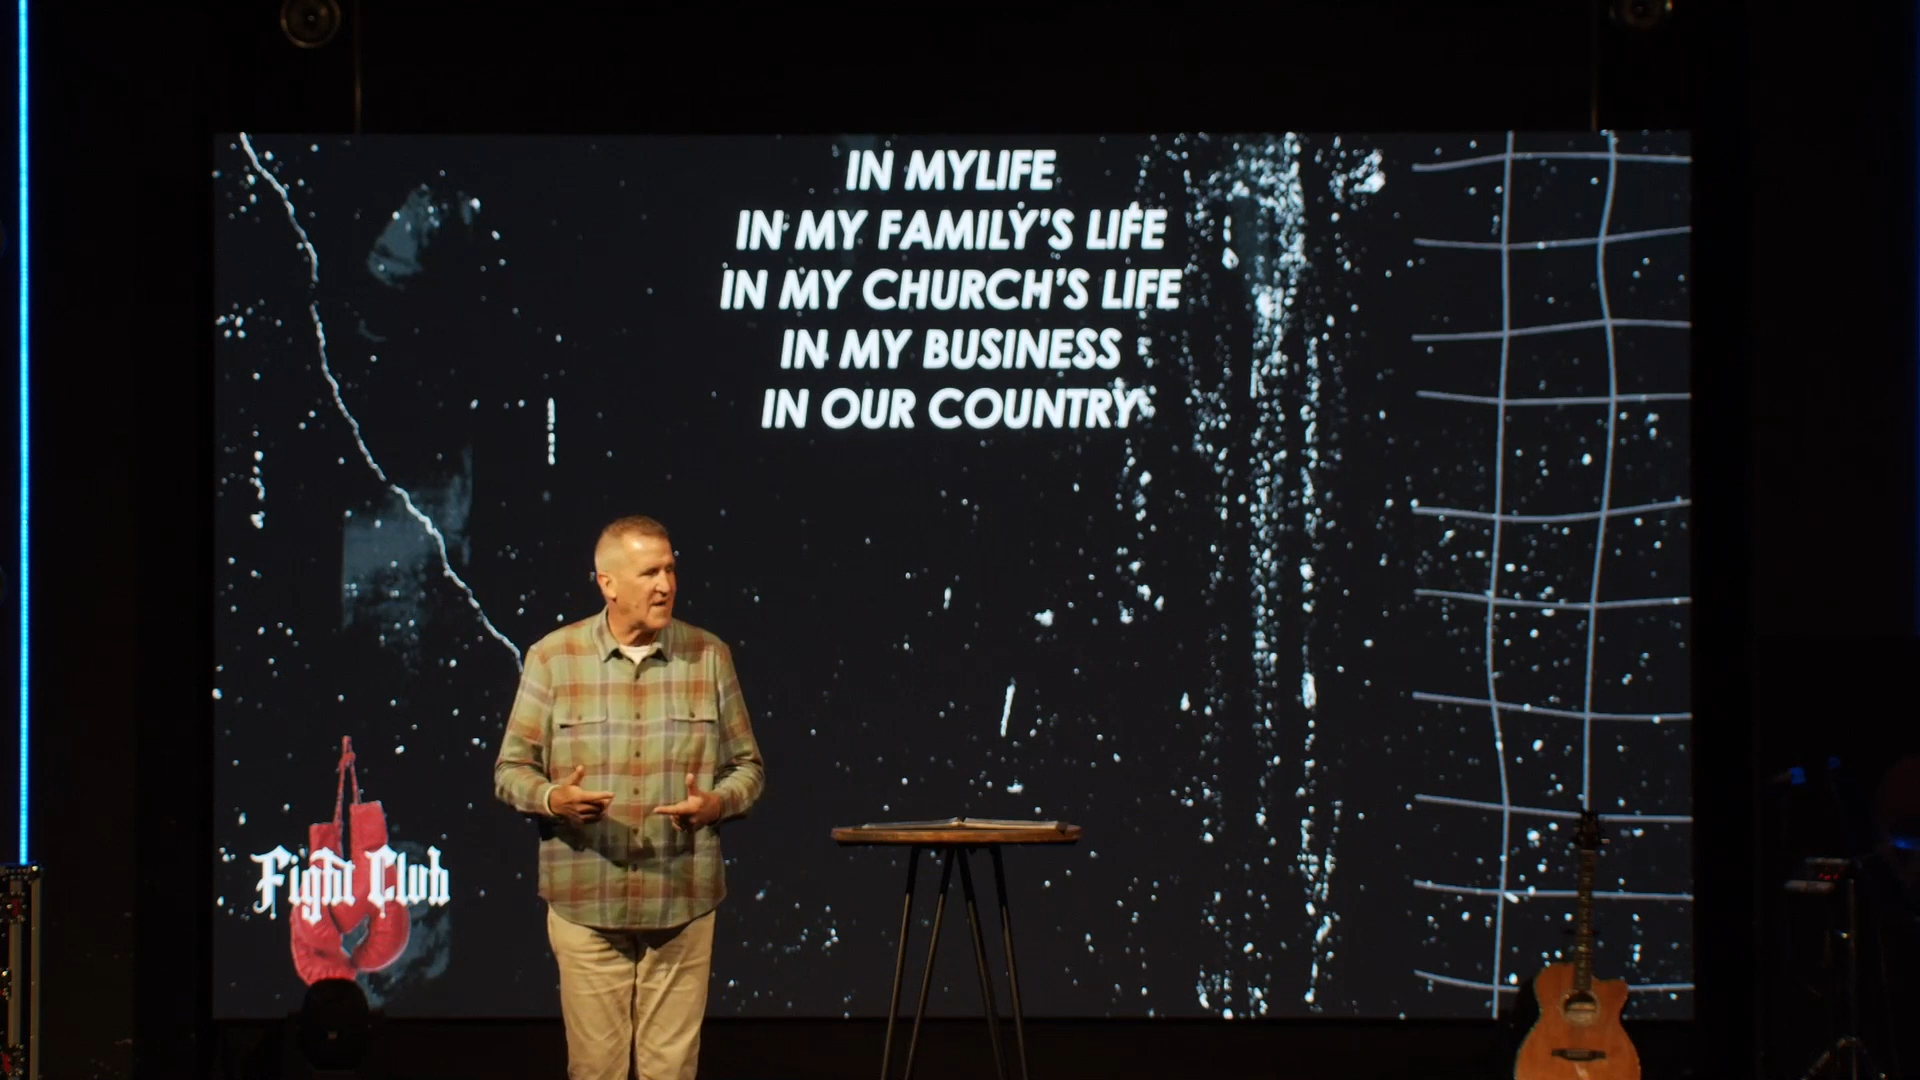 IN MYLIFE
IN MY FAMILY'S LIFE
IN MY CHURCH'S LIFE
IN MY BUSINESS
IN OUR COUNTRY
Fight Club